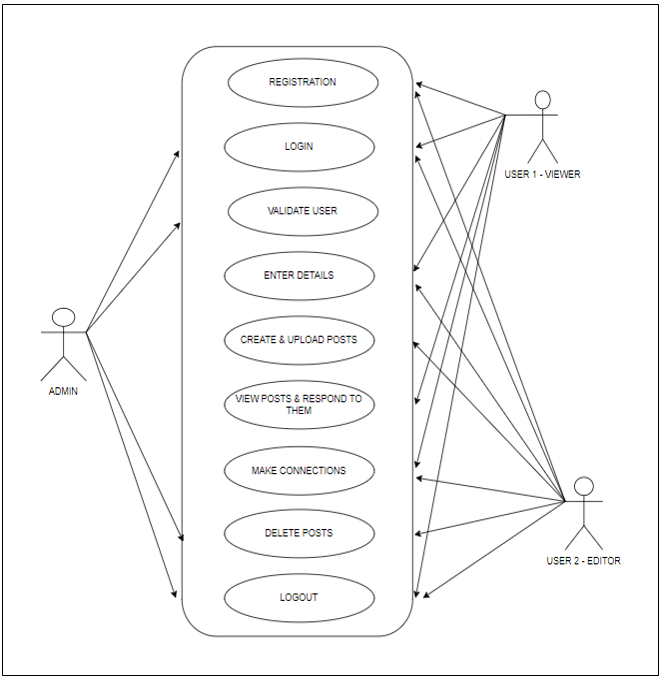 REGISTRATION
LOGIN
VALIDATE USER
ENTER DETAILS
CREATE & UPLOAD POSTS
VIEW POSTS & RESPOND TO
THEM
MAKE CONNECTIONS
DELETE POSTS
LOGOUT
ADMIN
USER 1 - VIEWER
USER 2 - EDITOR